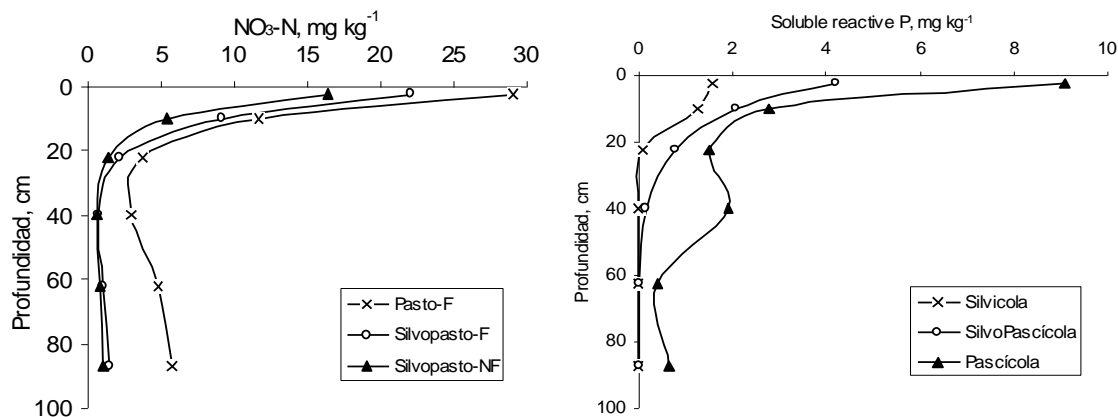 NO3-N, mg kg-1
0 5 10 15 20 25 30
0
20
40
60
80
100
Profundidad, cm
Pasto-F
Silvopasto-F
Silvopasto-NF
Soluble reactive P, mg kg-1
0 2 4 6 8 10
0
20
40
60
80
100
Profundidad, cm
Silvicola
SilvoPascícola
Pascícola